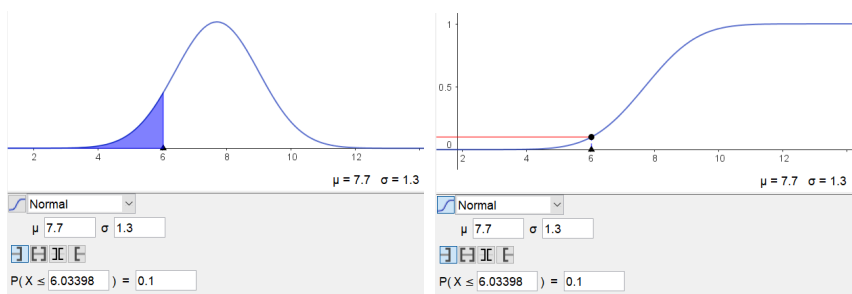 2 4 6 8 10 12
μ = 7.7 σ = 1.3
Normal
μ 7.7 σ 1.3
P( X ≤ 6.03398 ) = 0.1
1
0.5
0
2 4 6 8 10 12
μ = 7.7 σ = 1.3
Normal
μ 7.7 σ 1.3
P( X ≤ 6.03398 ) = 0.1